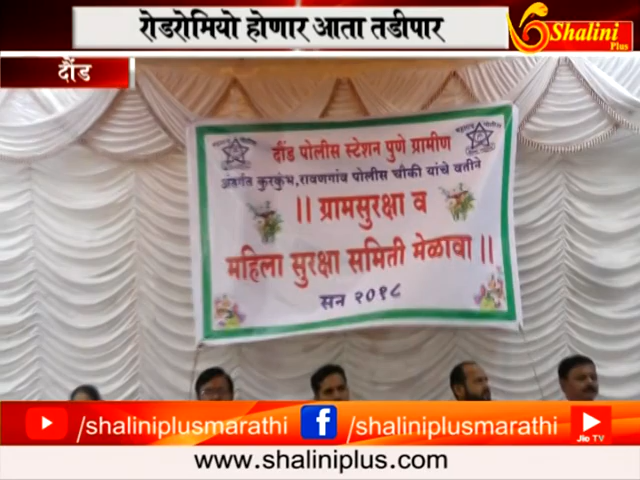 रोडरोमियो होणार आता तडीपार
Shalini
Plus
दौंड
दौंड पोलीस स्टेशन पुणे ग्रामीण
अंतर्गत कुरकुंभ,रावणगांव पोलीस चौकी यांचे वतीने
|| ग्रामसुरक्षा व
महिला सुरक्षा समिती मेळावा ||
सन २०१८
/shaliniplusmarathi
/shaliniplusmarathi
Jio TV
www.shaliniplus.com